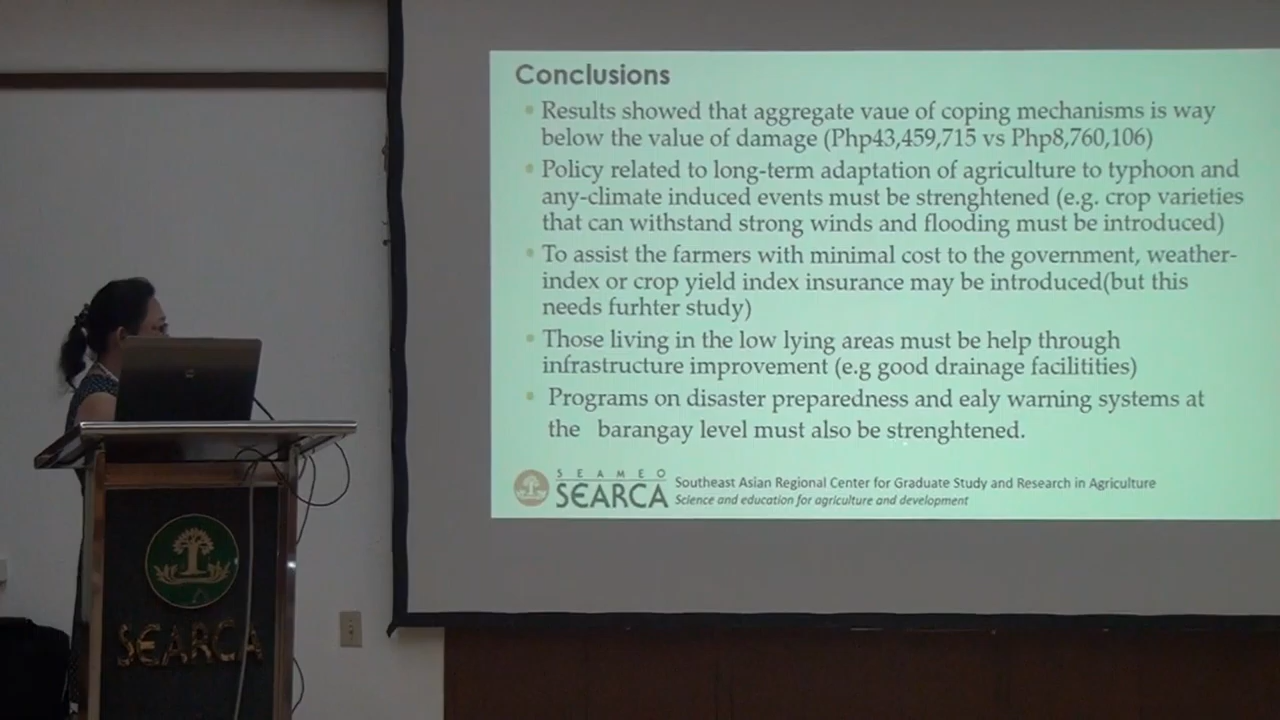 Conclusions
Results showed that aggregate vaue of coping mechanisms is way
below the value of damage (Php43,459,715 vs Php8,760,106)
Policy related to long-term adaptation of agriculture to typhoon and
any-climate induced events must be strenghtened (e.g. crop varieties
that can withstand strong winds and flooding must be introduced)
To assist the farmers with minimal cost to the government, weather-
index or crop yield index insurance may be introduced(but this
needs furhter study)
Those living in the low lying areas must be help through
infrastructure improvement (e.g good drainage facilitities)
Programs on disaster preparedness and ealy warning systems at
the barangay level must also be strenghtened.
SEAMEO
SEARCA
Southeast Asian Regional Center for Graduate Study and Research in Agriculture
Science and education for agriculture and development
SEARCA